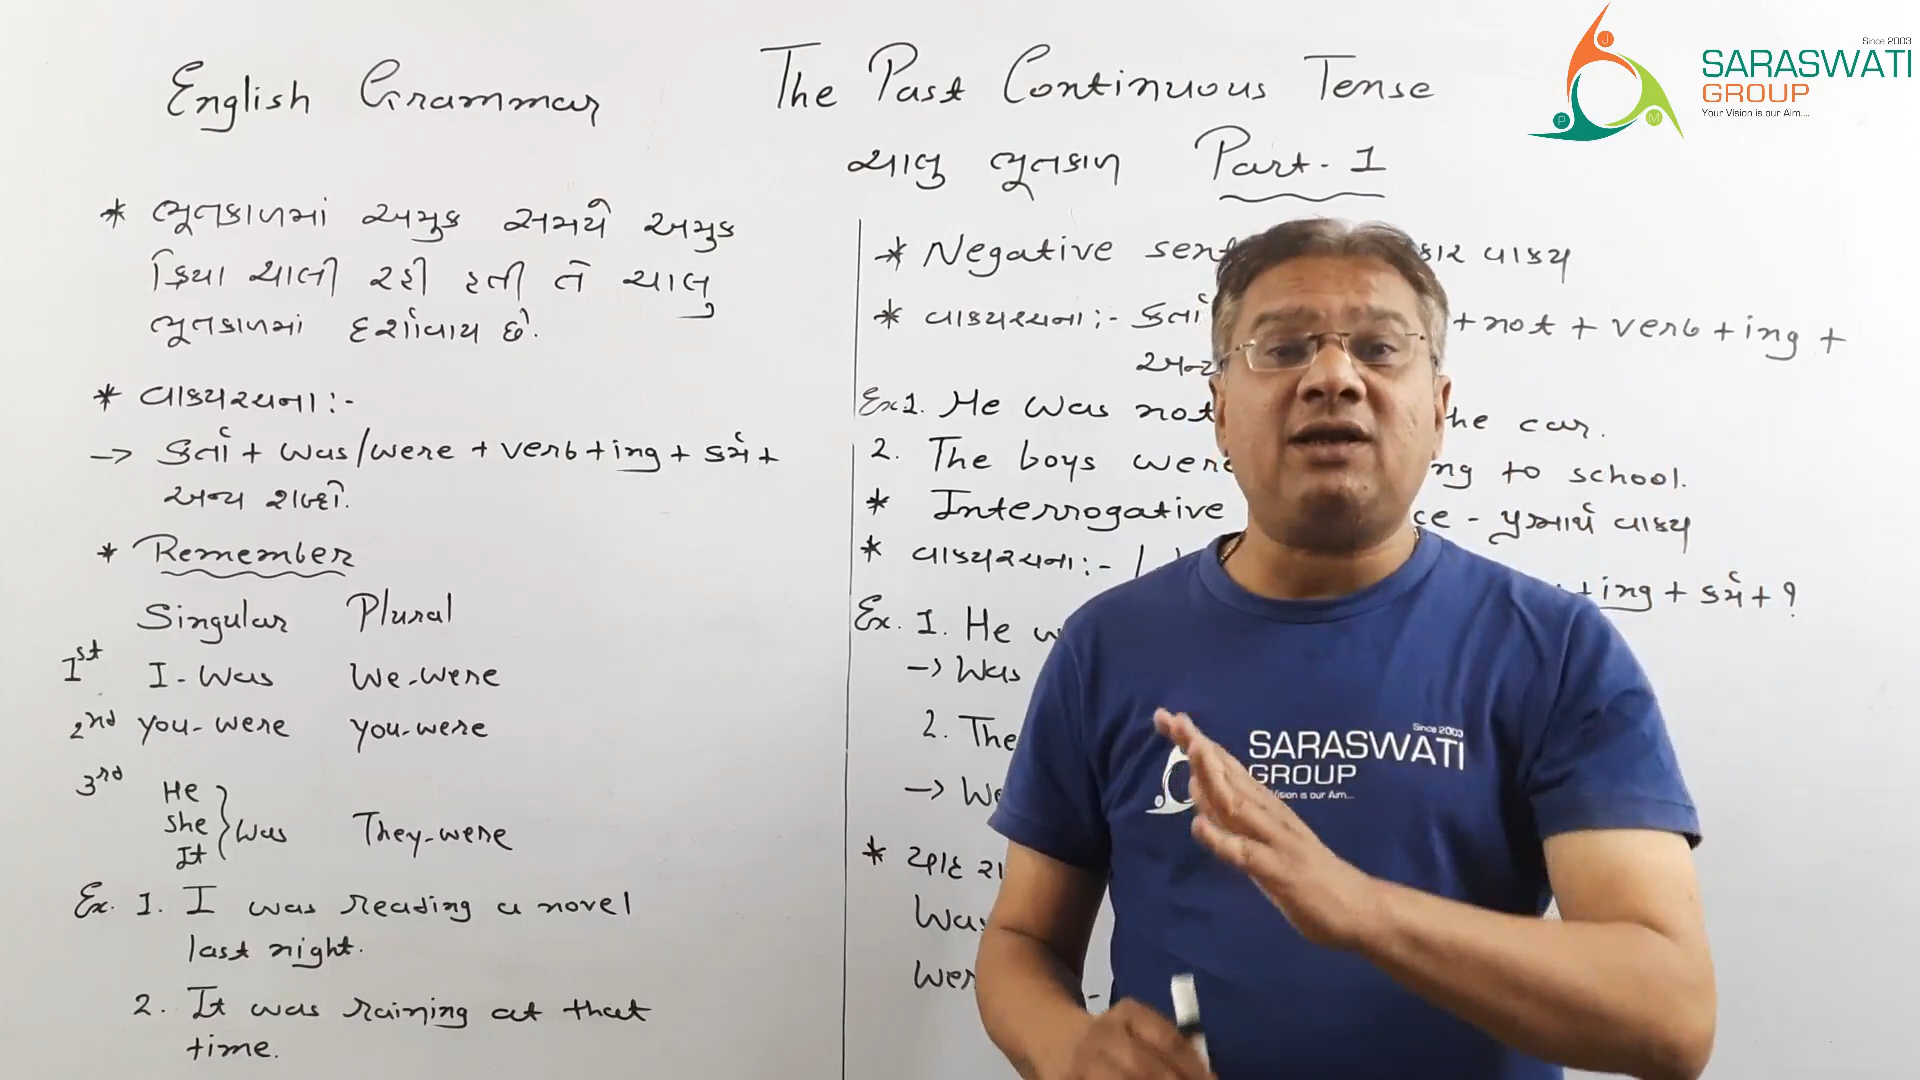 English Grammar
The Past Continuous Tense
ચાલુ ભૂતકાળ Part-1
* ભૂતકાળમાં અમુક સમયે અમુક
ક્રિયા ચાલી રહી હતી તે ચાલુ
ભૂતકાળમાં દર્શાવાય છે.
* વાક્યરચના:-
→ કર્તા + was/were + verb + ing + કર્મ +
અન્ય શબ્દો.
* Remember
Singular Plural
1st I - was We - were
2nd you - were you - were
3rd He
She } was They - were
It
Ex. 1. I was reading a novel
last night.
2. It was raining at that
time.
* Negative વાક્ય
* વાક્યરચના:- કર્તા + not + verb + ing +
Ex1. He was not the car.
2. The boys were to school.
* Interrogative - પ્રશ્નાર્થ વાક્ય
* વાક્યરચના:-
+ ing + કર્મ + ?
Ex. 1. He
→ Was
2. The
→
* યાદ
Was
SARASWATI
GROUP
Since 2003
Your Vision is our Aim....
Since 2003
SARASWATI
GROUP
Vision is our Aim....